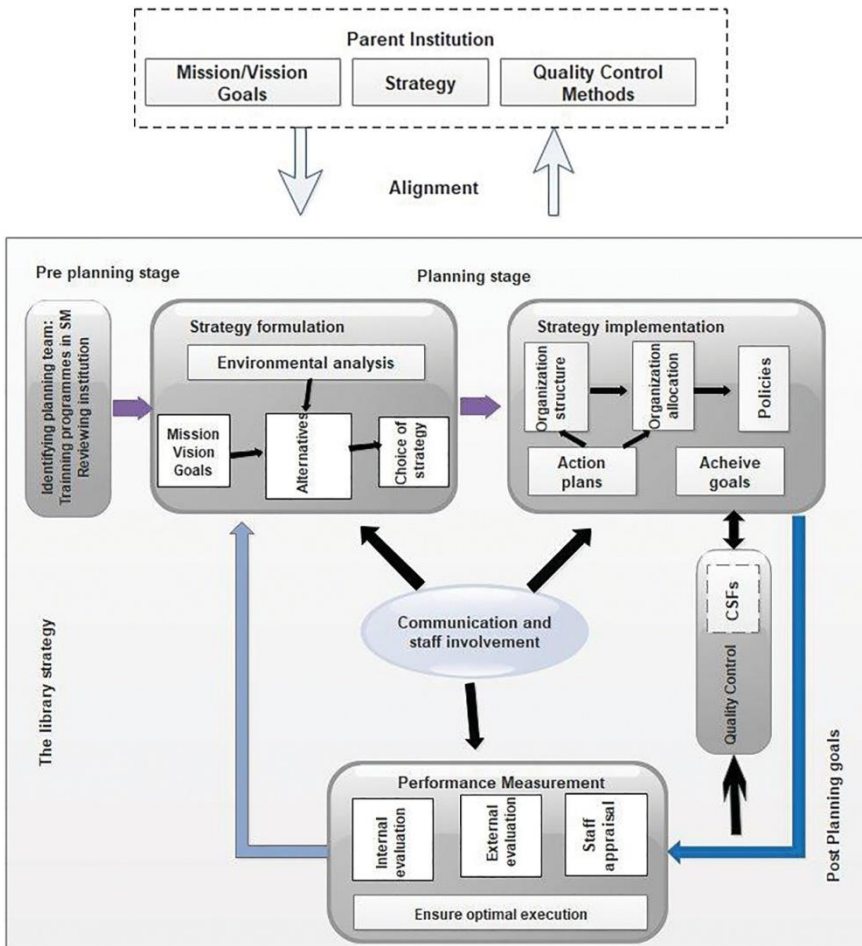 Parent Institution
Mission/Vission
Goals
Strategy
Quality Control
Methods
Alignment
Pre planning stage
Planning stage
Identifying planning team:
Trainning programmes in SM
Reviewing institution
Strategy formulation
Environmental analysis
Mission
Vision
Goals
Alternatives
Choice of
strategy
Strategy implementation
Organization
structure
Organization
allocation
Policies
Action
plans
Acheive
goals
Communication and
staff involvement
CSFs
Quality Control
The library strategy
Post Planning goals
Performance Measurement
Internal
evaluation
External
evaluation
Staff
appraisal
Ensure optimal execution